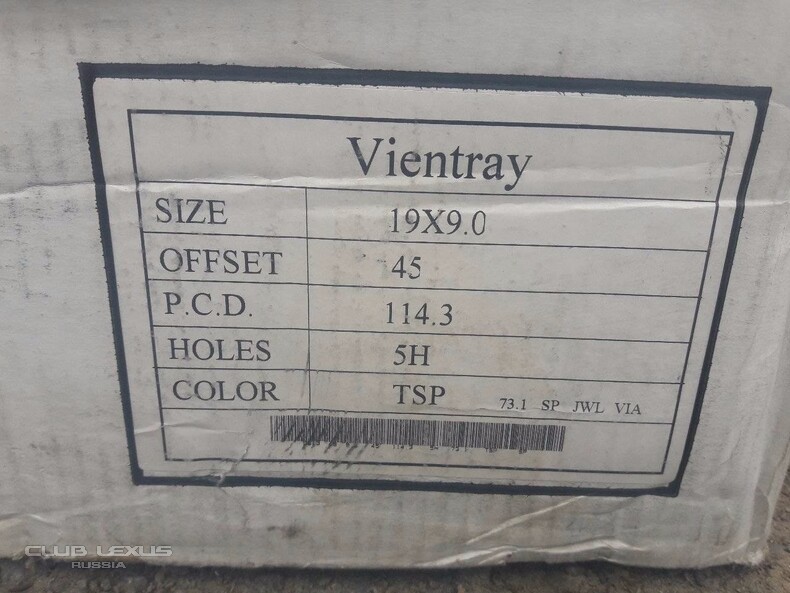 Vientray
SIZE 19X9.0
OFFSET 45
P.C.D. 114.3
HOLES 5H
COLOR TSP 73.1 SP JWL VIA
CLUB LEXUS
RUSSIA